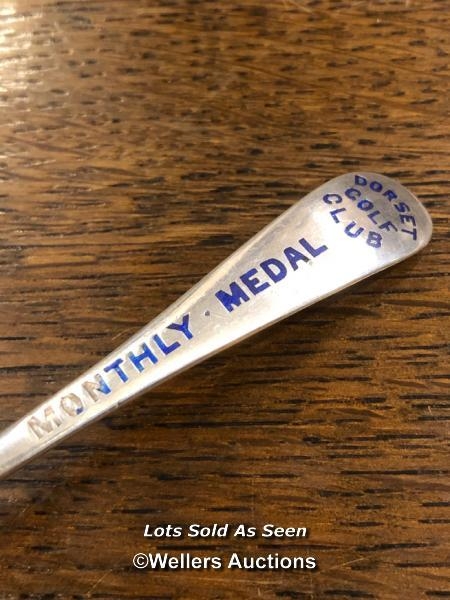 DORSET
GOLF
CLUB
MONTHLY · MEDAL
Lots Sold As Seen
©Wellers Auctions